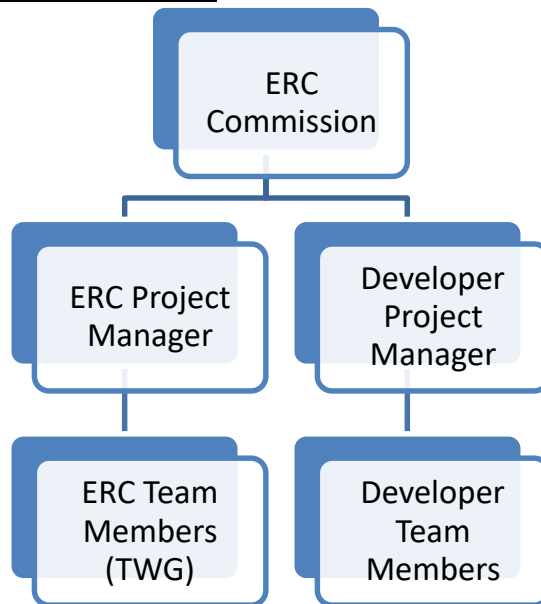 ERC
Commission
ERC Project
Manager
Developer
Project
Manager
ERC Team
Members
(TWG)
Developer
Team
Members